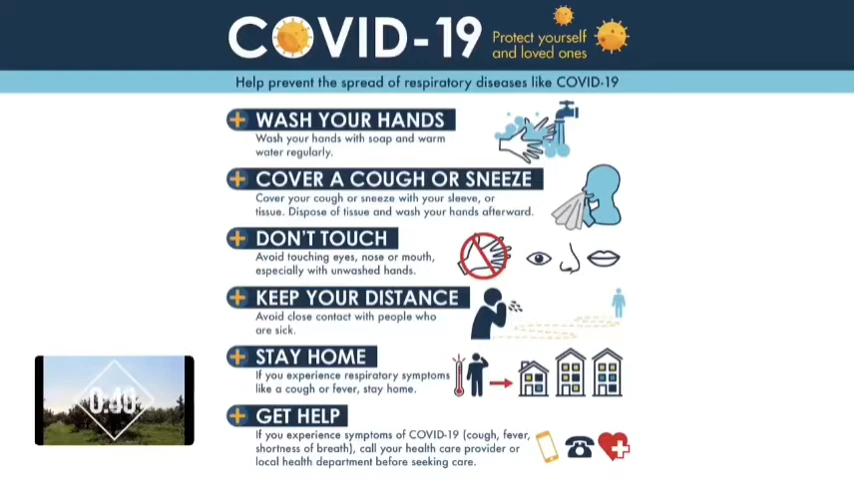 COVID-19
Protect yourself
and loved ones
Help prevent the spread of respiratory diseases like COVID-19
WASH YOUR HANDS
Wash your hands with soap and warm
water regularly.
COVER A COUGH OR SNEEZE
Cover your cough or sneeze with your sleeve, or
tissue. Dispose of tissue and wash your hands afterward.
DON'T TOUCH
Avoid touching eyes, nose or mouth,
especially with unwashed hands.
KEEP YOUR DISTANCE
Avoid close contact with people who
are sick.
STAY HOME
If you experience respiratory symptoms
like a cough or fever, stay home.
GET HELP
If you experience symptoms of COVID-19 (cough, fever,
shortness of breath), call your health care provider or
local health department before seeking care.
0:40